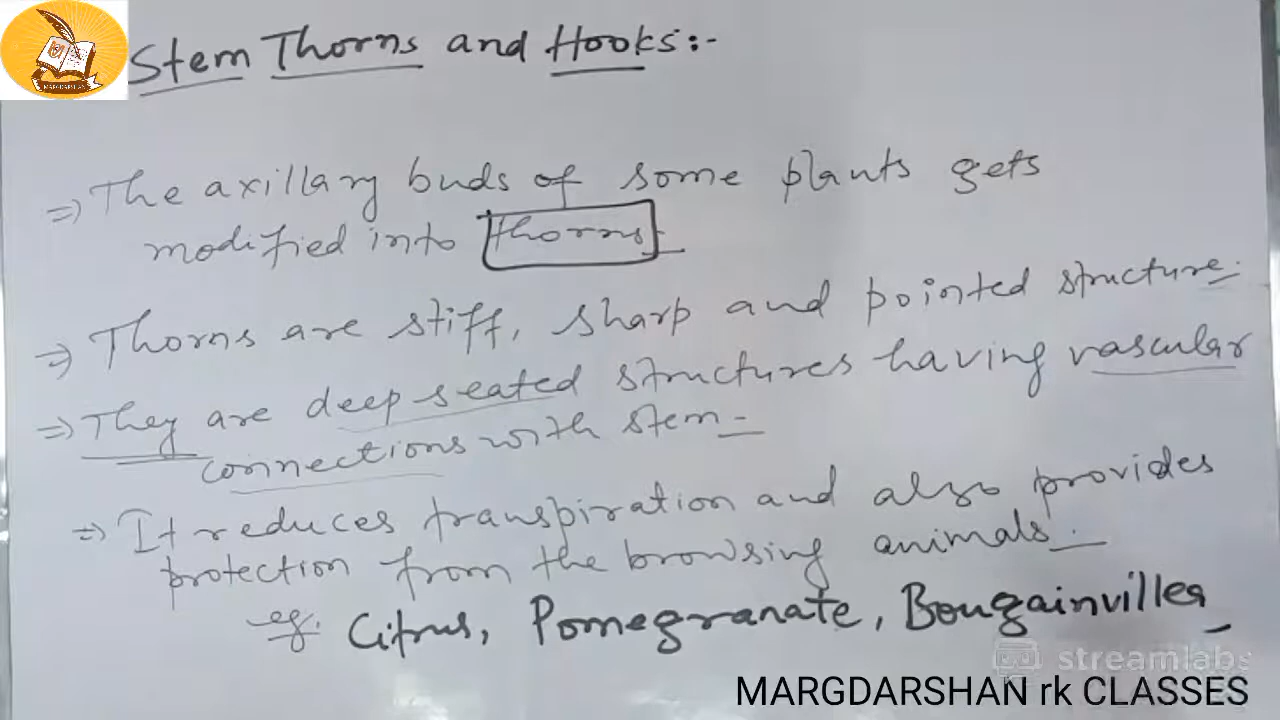 MARGDARSHAN
Stem Thorns and Hooks:-
⇒ The axillary buds of some plants gets
modified into thorns.
⇒ Thorns are stiff, sharp and pointed structure.
⇒ They are deep seated structures having vascular
connections with stem.
⇒ It reduces transpiration and also provides
protection from the browsing animals.
eg. Citrus, Pomegranate, Bougainvillea
streamlabs
MARGDARSHAN rk CLASSES